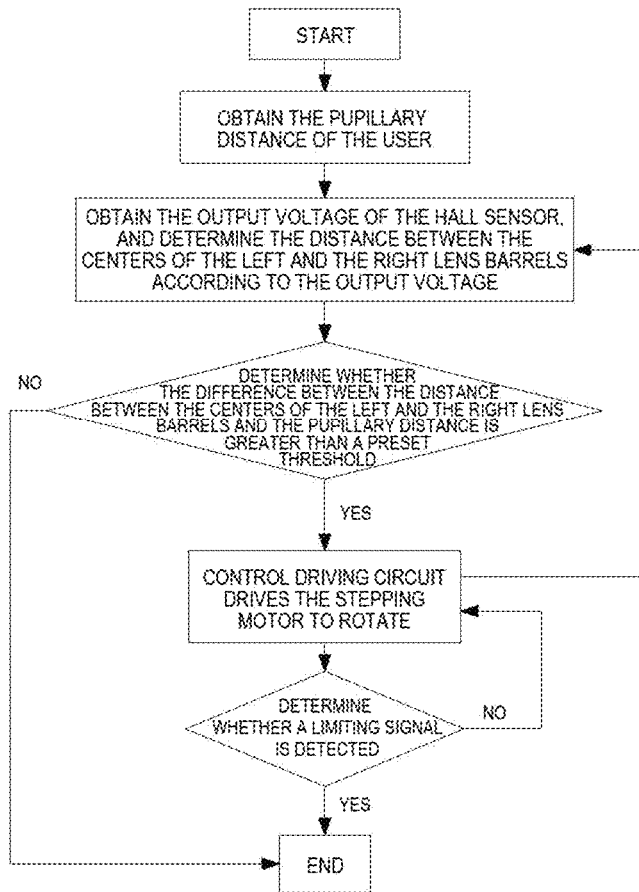 START
OBTAIN THE PUPILLARY
DISTANCE OF THE USER
OBTAIN THE OUTPUT VOLTAGE OF THE HALL SENSOR,
AND DETERMINE THE DISTANCE BETWEEN THE
CENTERS OF THE LEFT AND THE RIGHT LENS BARRELS
ACCORDING TO THE OUTPUT VOLTAGE
NO
DETERMINE WHETHER
THE DIFFERENCE BETWEEN THE DISTANCE
BETWEEN THE CENTERS OF THE LEFT AND THE RIGHT LENS
BARRELS AND THE PUPILLARY DISTANCE IS
GREATER THAN A PRESET
THRESHOLD
YES
CONTROL DRIVING CIRCUIT
DRIVES THE STEPPING
MOTOR TO ROTATE
DETERMINE
WHETHER A LIMITING SIGNAL
IS DETECTED
NO
YES
END